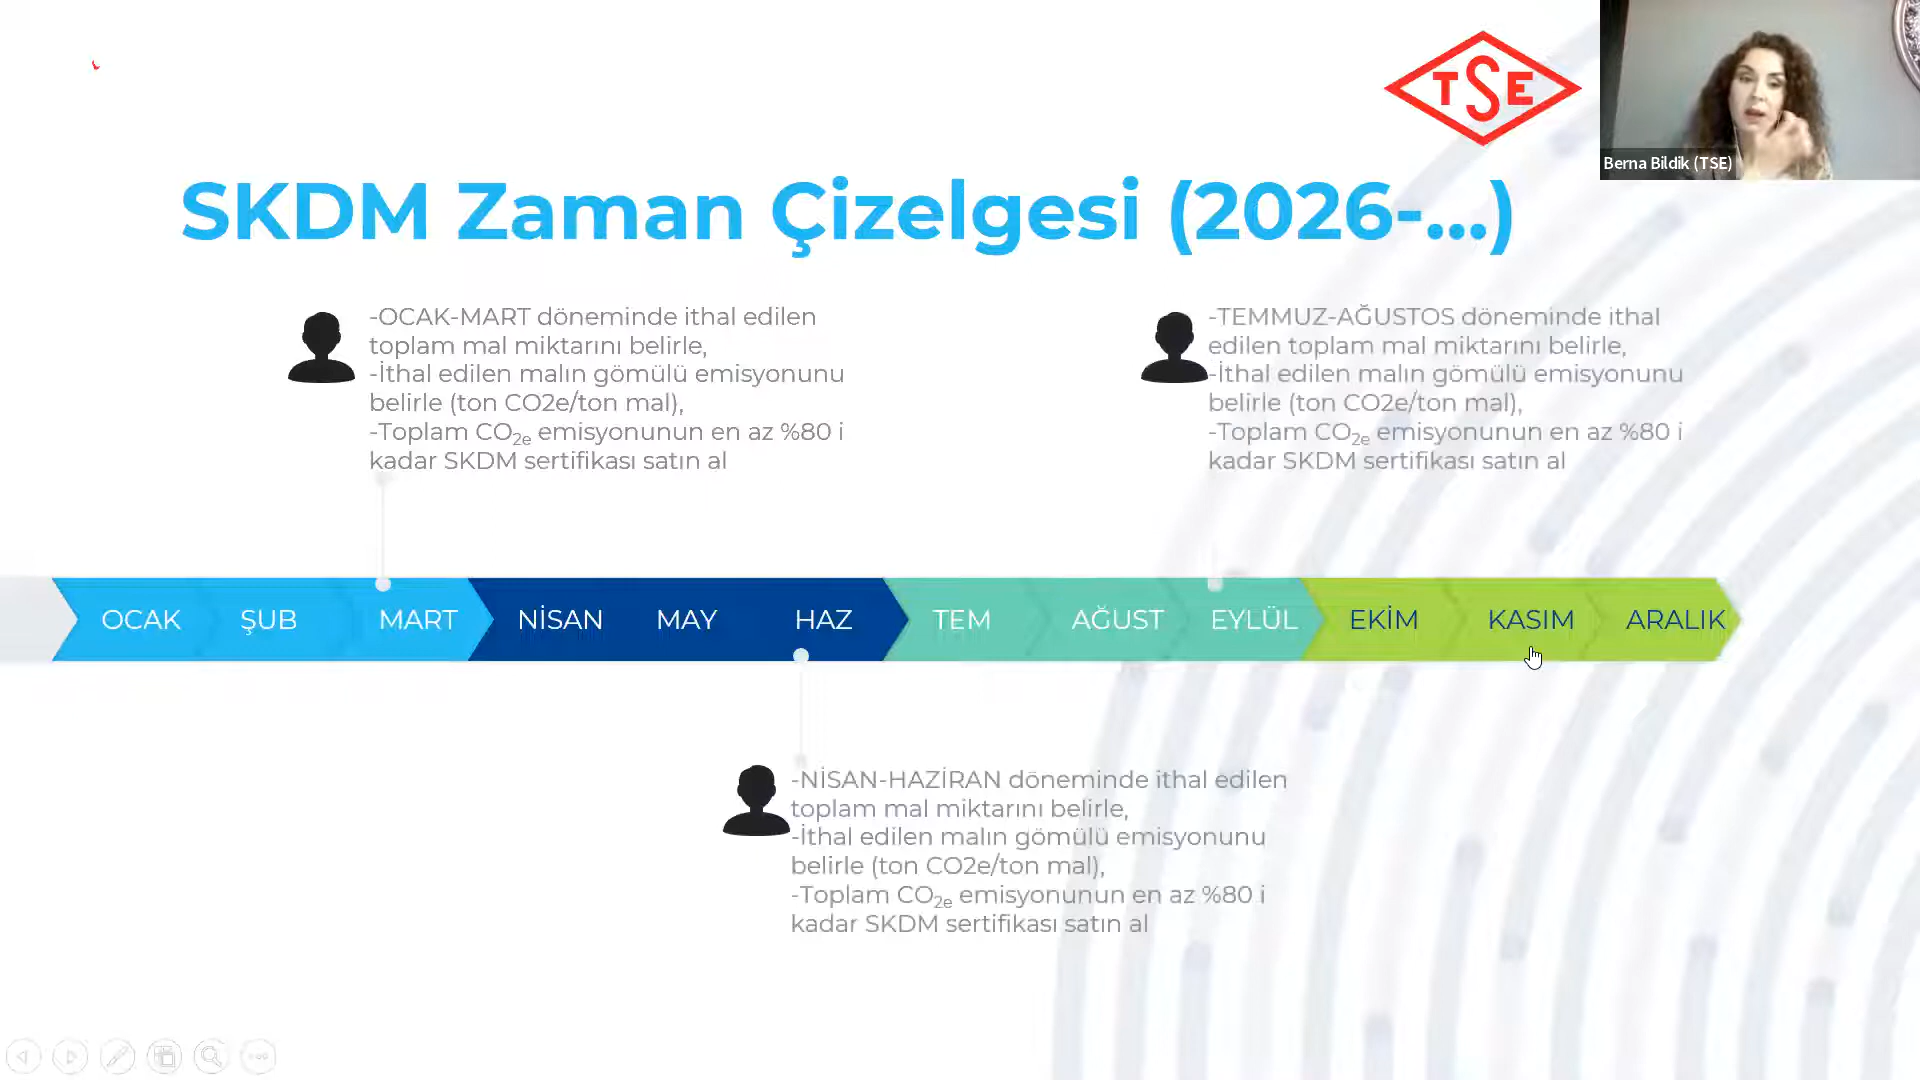 TSE
Berna Bildik (TSE)
SKDM Zaman Çizelgesi (2026-...)
-OCAK-MART döneminde ithal edilen
toplam mal miktarını belirle,
-İthal edilen malın gömülü emisyonunu
belirle (ton CO2e/ton mal),
-Toplam CO2e emisyonunun en az %80 i
kadar SKDM sertifikası satın al
-TEMMUZ-AĞUSTOS döneminde ithal
edilen toplam mal miktarını belirle,
-İthal edilen malın gömülü emisyonunu
belirle (ton CO2e/ton mal),
-Toplam CO2e emisyonunun en az %80 i
kadar SKDM sertifikası satın al
OCAK ŞUB MART NİSAN MAY HAZ TEM AĞUST EYLÜL EKİM KASIM ARALIK
-NİSAN-HAZİRAN döneminde ithal edilen
toplam mal miktarını belirle,
-İthal edilen malın gömülü emisyonunu
belirle (ton CO2e/ton mal),
-Toplam CO2e emisyonunun en az %80 i
kadar SKDM sertifikası satın al